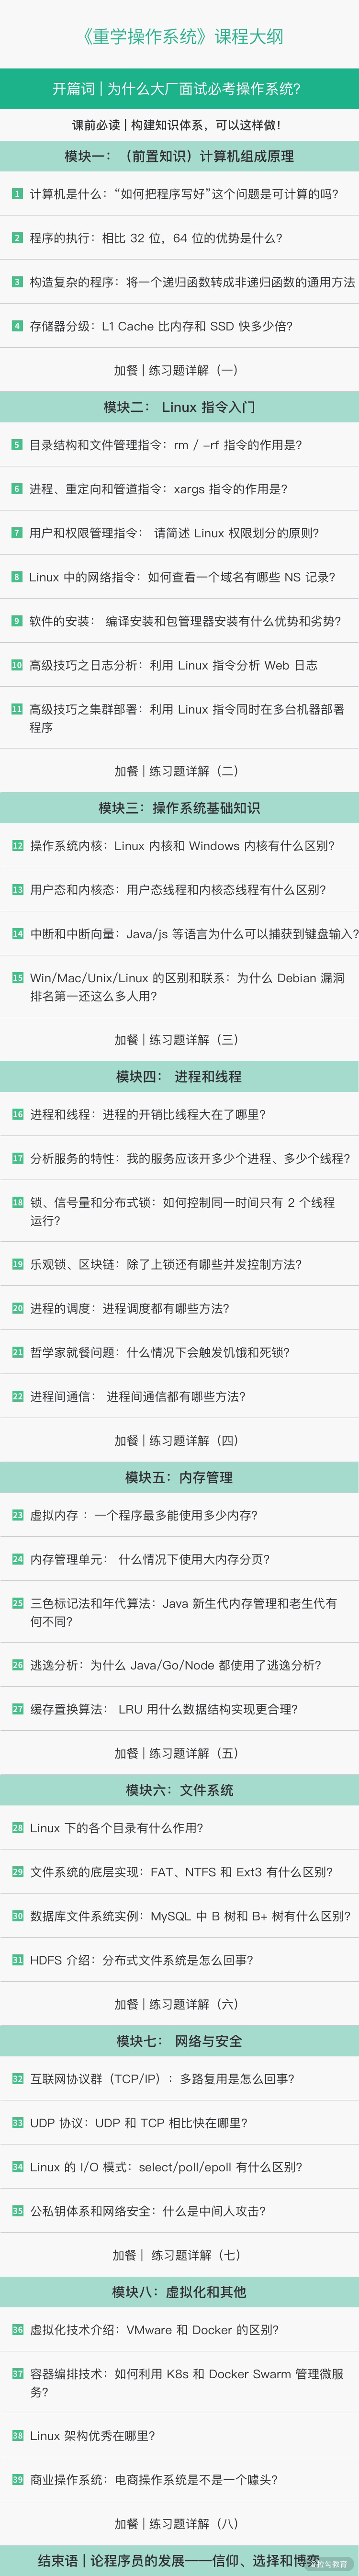 《重学操作系统》课程大纲
开篇词 | 为什么大厂面试必考操作系统？
课前必读 | 构建知识体系，可以这样做！
模块一：（前置知识）计算机组成原理
1 计算机是什么：“如何把程序写好”这个问题是可计算的吗？
2 程序的执行：相比 32 位，64 位的优势是什么？
3 构造复杂的程序：将一个递归函数转成非递归函数的通用方法
4 存储器分级：L1 Cache 比内存和 SSD 快多少倍？
加餐 | 练习题详解（一）
模块二： Linux 指令入门
5 目录结构和文件管理指令：rm / -rf 指令的作用是？
6 进程、重定向和管道指令：xargs 指令的作用是？
7 用户和权限管理指令： 请简述 Linux 权限划分的原则？
8 Linux 中的网络指令：如何查看一个域名有哪些 NS 记录？
9 软件的安装： 编译安装和包管理器安装有什么优势和劣势？
10 高级技巧之日志分析：利用 Linux 指令分析 Web 日志
11 高级技巧之集群部署：利用 Linux 指令同时在多台机器部署
程序
加餐 | 练习题详解（二）
模块三：操作系统基础知识
12 操作系统内核：Linux 内核和 Windows 内核有什么区别？
13 用户态和内核态：用户态线程和内核态线程有什么区别？
14 中断和中断向量：Java/js 等语言为什么可以捕获到键盘输入？
15 Win/Mac/Unix/Linux 的区别和联系：为什么 Debian 漏洞
排名第一还这么多人用？
加餐 | 练习题详解（三）
模块四： 进程和线程
16 进程和线程：进程的开销比线程大在了哪里？
17 分析服务的特性：我的服务应该开多少个进程、多少个线程？
18 锁、信号量和分布式锁：如何控制同一时间只有 2 个线程
运行？
19 乐观锁、区块链：除了上锁还有哪些并发控制方法？
20 进程的调度：进程调度都有哪些方法？
21 哲学家就餐问题：什么情况下会触发饥饿和死锁？
22 进程间通信： 进程间通信都有哪些方法？
加餐 | 练习题详解（四）
模块五：内存管理
23 虚拟内存 ：一个程序最多能使用多少内存？
24 内存管理单元： 什么情况下使用大内存分页？
25 三色标记法和年代算法：Java 新生代内存管理和老生代有
何不同？
26 逃逸分析：为什么 Java/Go/Node 都使用了逃逸分析？
27 缓存置换算法： LRU 用什么数据结构实现更合理？
加餐 | 练习题详解（五）
模块六：文件系统
28 Linux 下的各个目录有什么作用？
29 文件系统的底层实现：FAT、NTFS 和 Ext3 有什么区别？
30 数据库文件系统实例：MySQL 中 B 树和 B+ 树有什么区别？
31 HDFS 介绍：分布式文件系统是怎么回事？
加餐 | 练习题详解（六）
模块七： 网络与安全
32 互联网协议群（TCP/IP）：多路复用是怎么回事？
33 UDP 协议：UDP 和 TCP 相比快在哪里？
34 Linux 的 I/O 模式：select/poll/epoll 有什么区别？
35 公私钥体系和网络安全：什么是中间人攻击？
加餐 | 练习题详解（七）
模块八：虚拟化和其他
36 虚拟化技术介绍：VMware 和 Docker 的区别？
37 容器编排技术：如何利用 K8s 和 Docker Swarm 管理微服
务？
38 Linux 架构优秀在哪里？
39 商业操作系统：电商操作系统是不是一个噱头？
加餐 | 练习题详解（八）
结束语 | 论程序员的发展——信仰、选择和博弈
拉勾教育